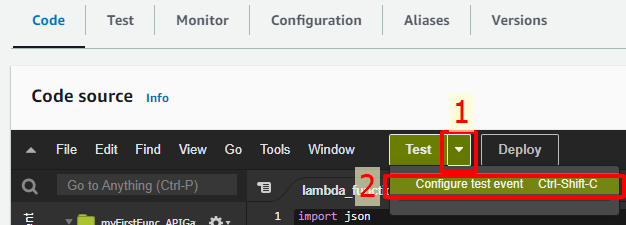 Code Test Monitor Configuration Aliases Versions
Code source Info
1
File Edit Find View Go Tools Window Test Deploy
Go to Anything (Ctrl-P) lambda_functi 2 Configure test event Ctrl-Shift-C
myFirstFunc_APIGa 1 import json